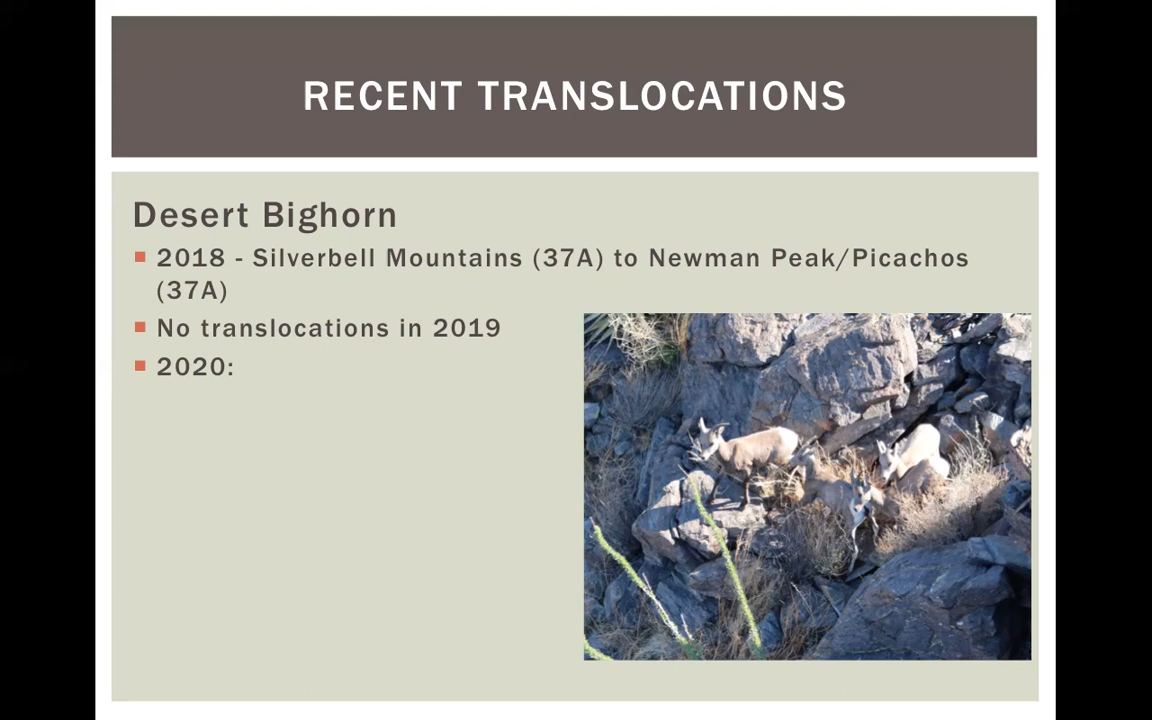 RECENT TRANSLOCATIONS
Desert Bighorn
2018 - Silverbell Mountains (37A) to Newman Peak/Picachos
(37A)
No translocations in 2019
2020: